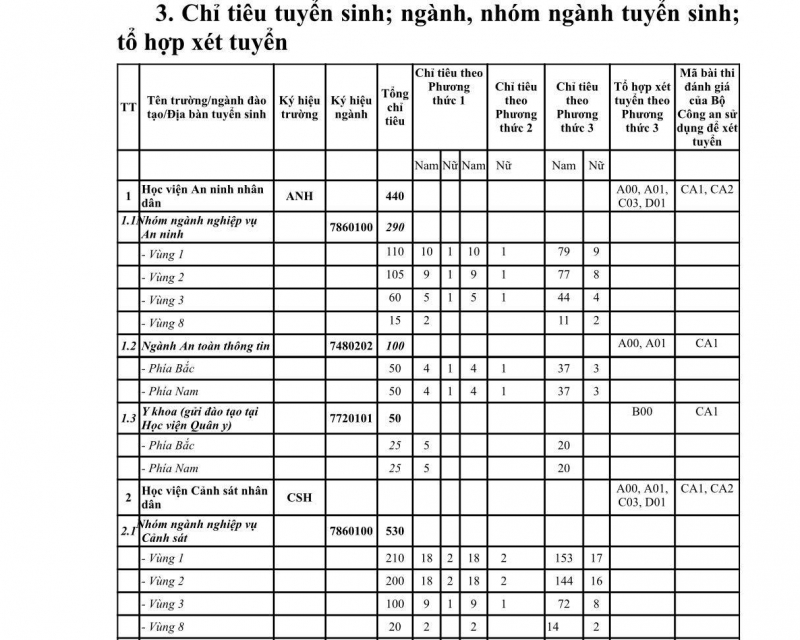 3. Chỉ tiêu tuyển sinh; ngành, nhóm ngành tuyển sinh;
tổ hợp xét tuyển
TT
Tên trường/ngành đào
tạo/Địa bàn tuyển sinh
Ký hiệu
trường
Ký hiệu
ngành
Tổng
chỉ
tiêu
Chỉ tiêu theo
Phương
thức 1
Chỉ tiêu
theo
Phương
thức 2
Chỉ tiêu
theo
Phương
thức 3
Tổ hợp xét
tuyển theo
Phương
thức 3
Mã bài thi
đánh giá
của Bộ
Công an sử
dụng để xét
tuyển
Nam Nữ Nam Nữ Nam Nữ
1 Học viện An ninh nhân
dân
ANH 440 A00, A01,
C03, D01
CA1, CA2
1.1 Nhóm ngành nghiệp vụ
An ninh
7860100 290
- Vùng 1 110 10 1 10 1 79 9
- Vùng 2 105 9 1 9 1 77 8
- Vùng 3 60 5 1 5 1 44 4
- Vùng 8 15 2 11 2
1.2 Ngành An toàn thông tin 7480202 100 A00, A01 CA1
- Phía Bắc 50 4 1 4 1 37 3
- Phía Nam 50 4 1 4 1 37 3
1.3 Y khoa (gửi đào tạo tại
Học viện Quân y)
7720101 50 B00 CA1
- Phía Bắc 25 5 20
- Phía Nam 25 5 20
2 Học viện Cảnh sát nhân
dân
CSH A00, A01,
C03, D01
CA1, CA2
2.1 Nhóm ngành nghiệp vụ
Cảnh sát
7860100 530
- Vùng 1 210 18 2 18 2 153 17
- Vùng 2 200 18 2 18 2 144 16
- Vùng 3 100 9 1 9 1 72 8
- Vùng 8 20 2 2 14 2